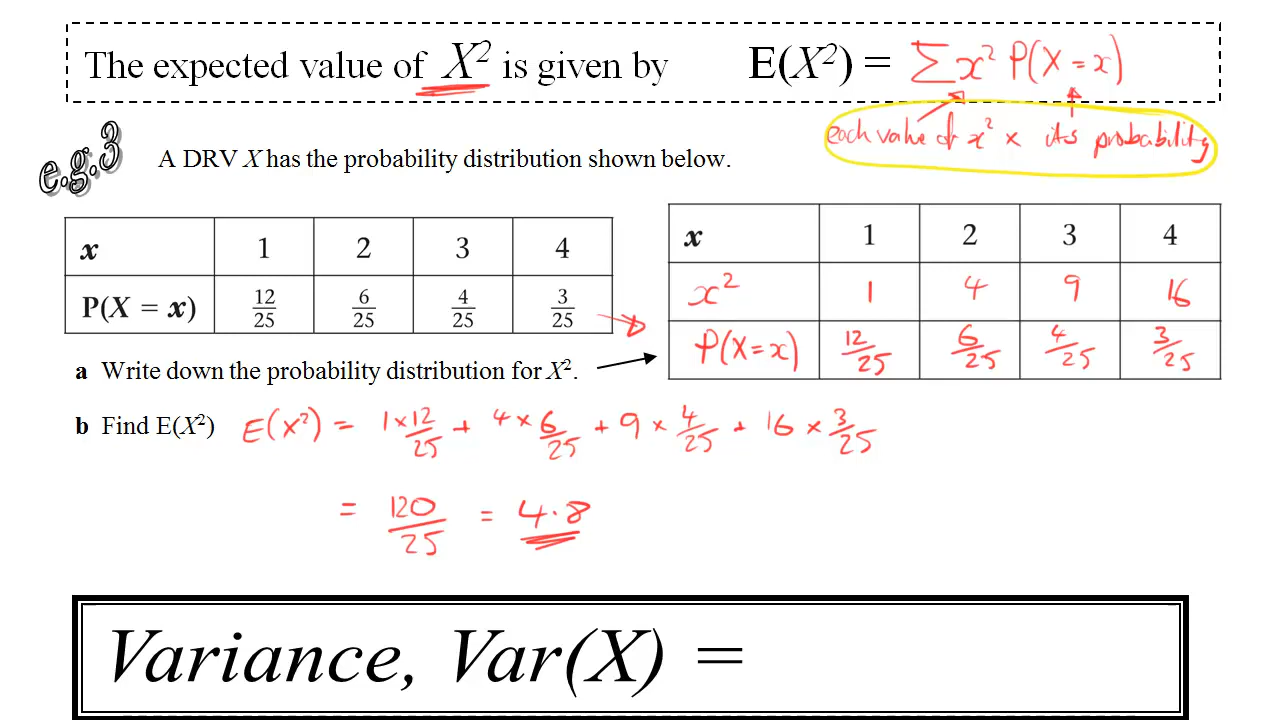 The expected value of X² is given by E(X²) = ∑ x² P(X = x)
each value of x² × its probability
e.g.3
A DRV X has the probability distribution shown below.
x 1 2 3 4
P(X = x) 12/25 6/25 4/25 3/25
x 1 2 3 4
x² 1 4 9 16
P(X=x) 12/25 6/25 4/25 3/25
a Write down the probability distribution for X².
b Find E(X²) E(X²) = 1×12/25 + 4×6/25 + 9×4/25 + 16×3/25
= 120/25 = 4.8
Variance, Var(X) =